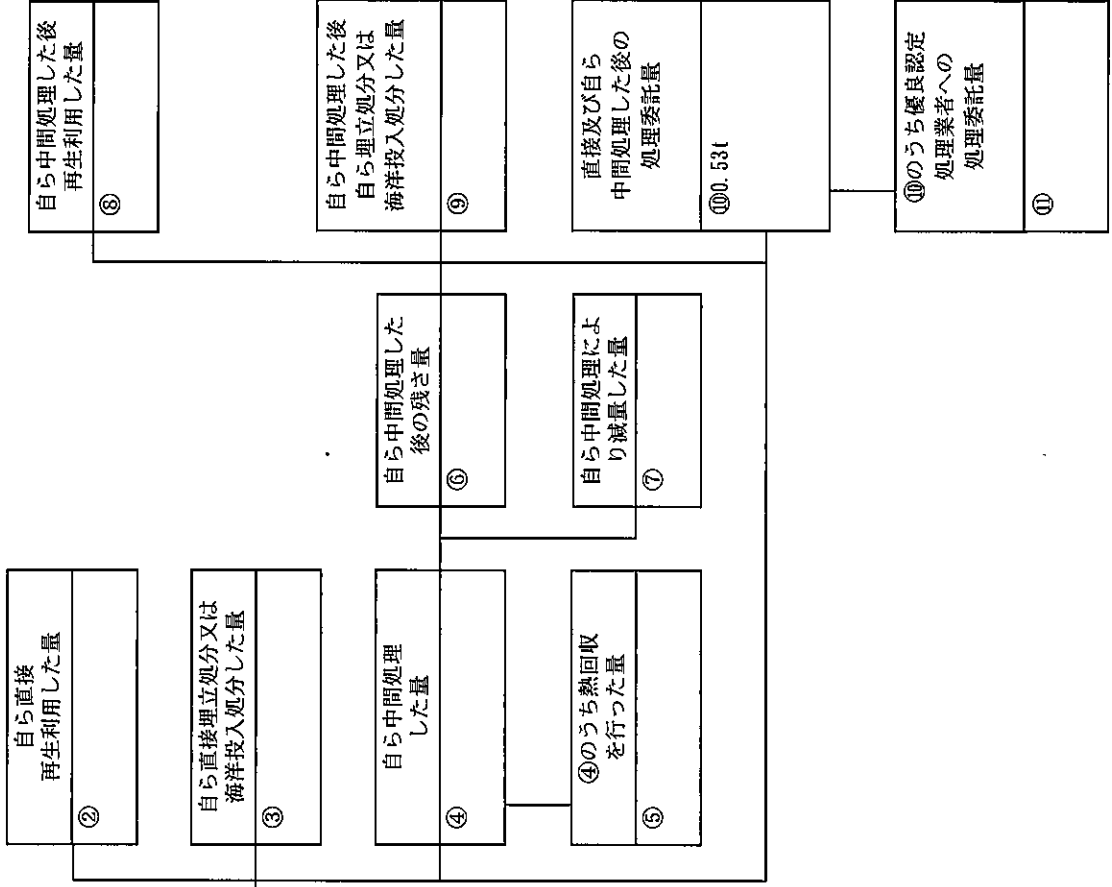 自ら直接
再生利用した量
②
自ら直接埋立処分又は
海洋投入処分した量
③
自ら中間処理
した量
④
④のうち熱回収
を行った量
⑤
自ら中間処理した
後の残さ量
⑥
自ら中間処理によ
り減量した量
⑦
自ら中間処理した後
再生利用した量
⑧
自ら中間処理した後
自ら埋立処分又は
海洋投入処分した量
⑨
直接及び自ら
中間処理した後の
処理委託量
⑩0.53t
⑩のうち優良認定
処理業者への
処理委託量
⑪